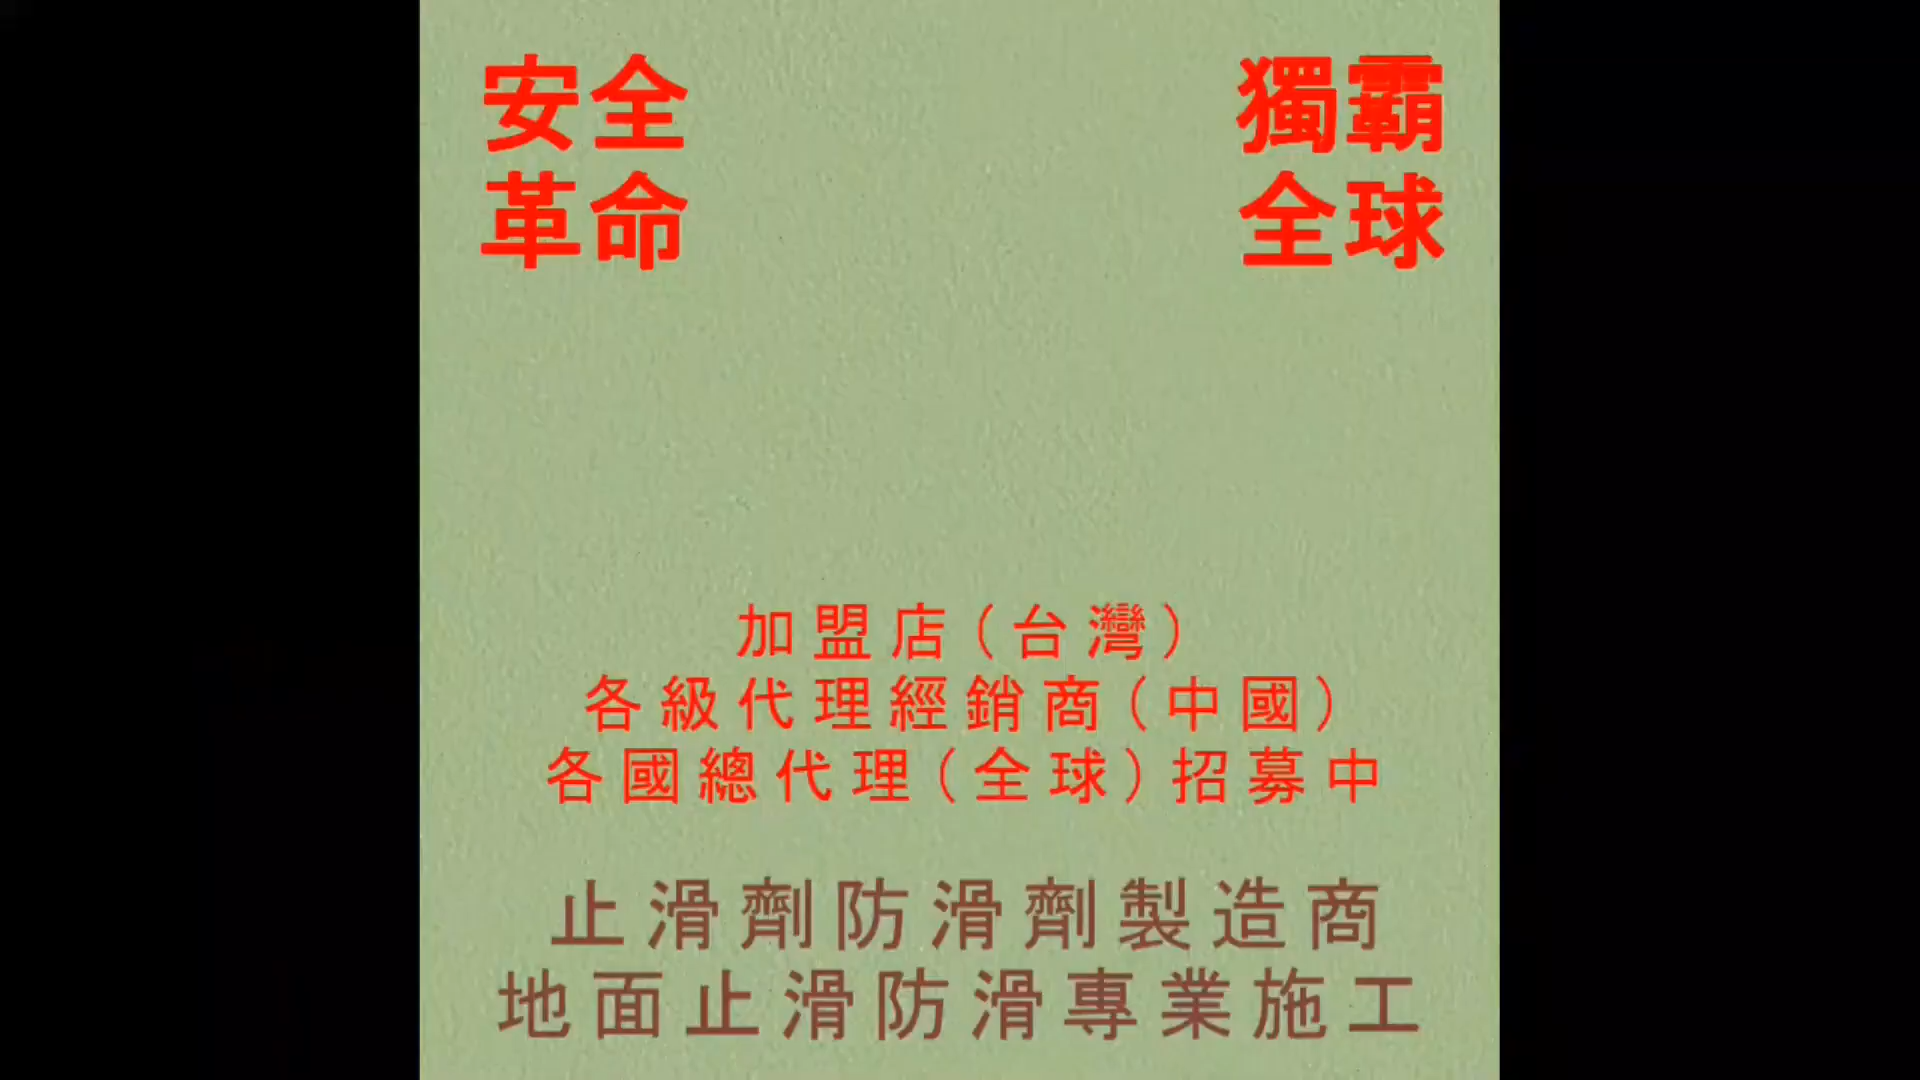 安全
革命
獨霸
全球
加盟店(台灣)
各級代理經銷商(中國)
各國總代理(全球)招募中
止滑劑防滑劑製造商
地面止滑防滑專業施工